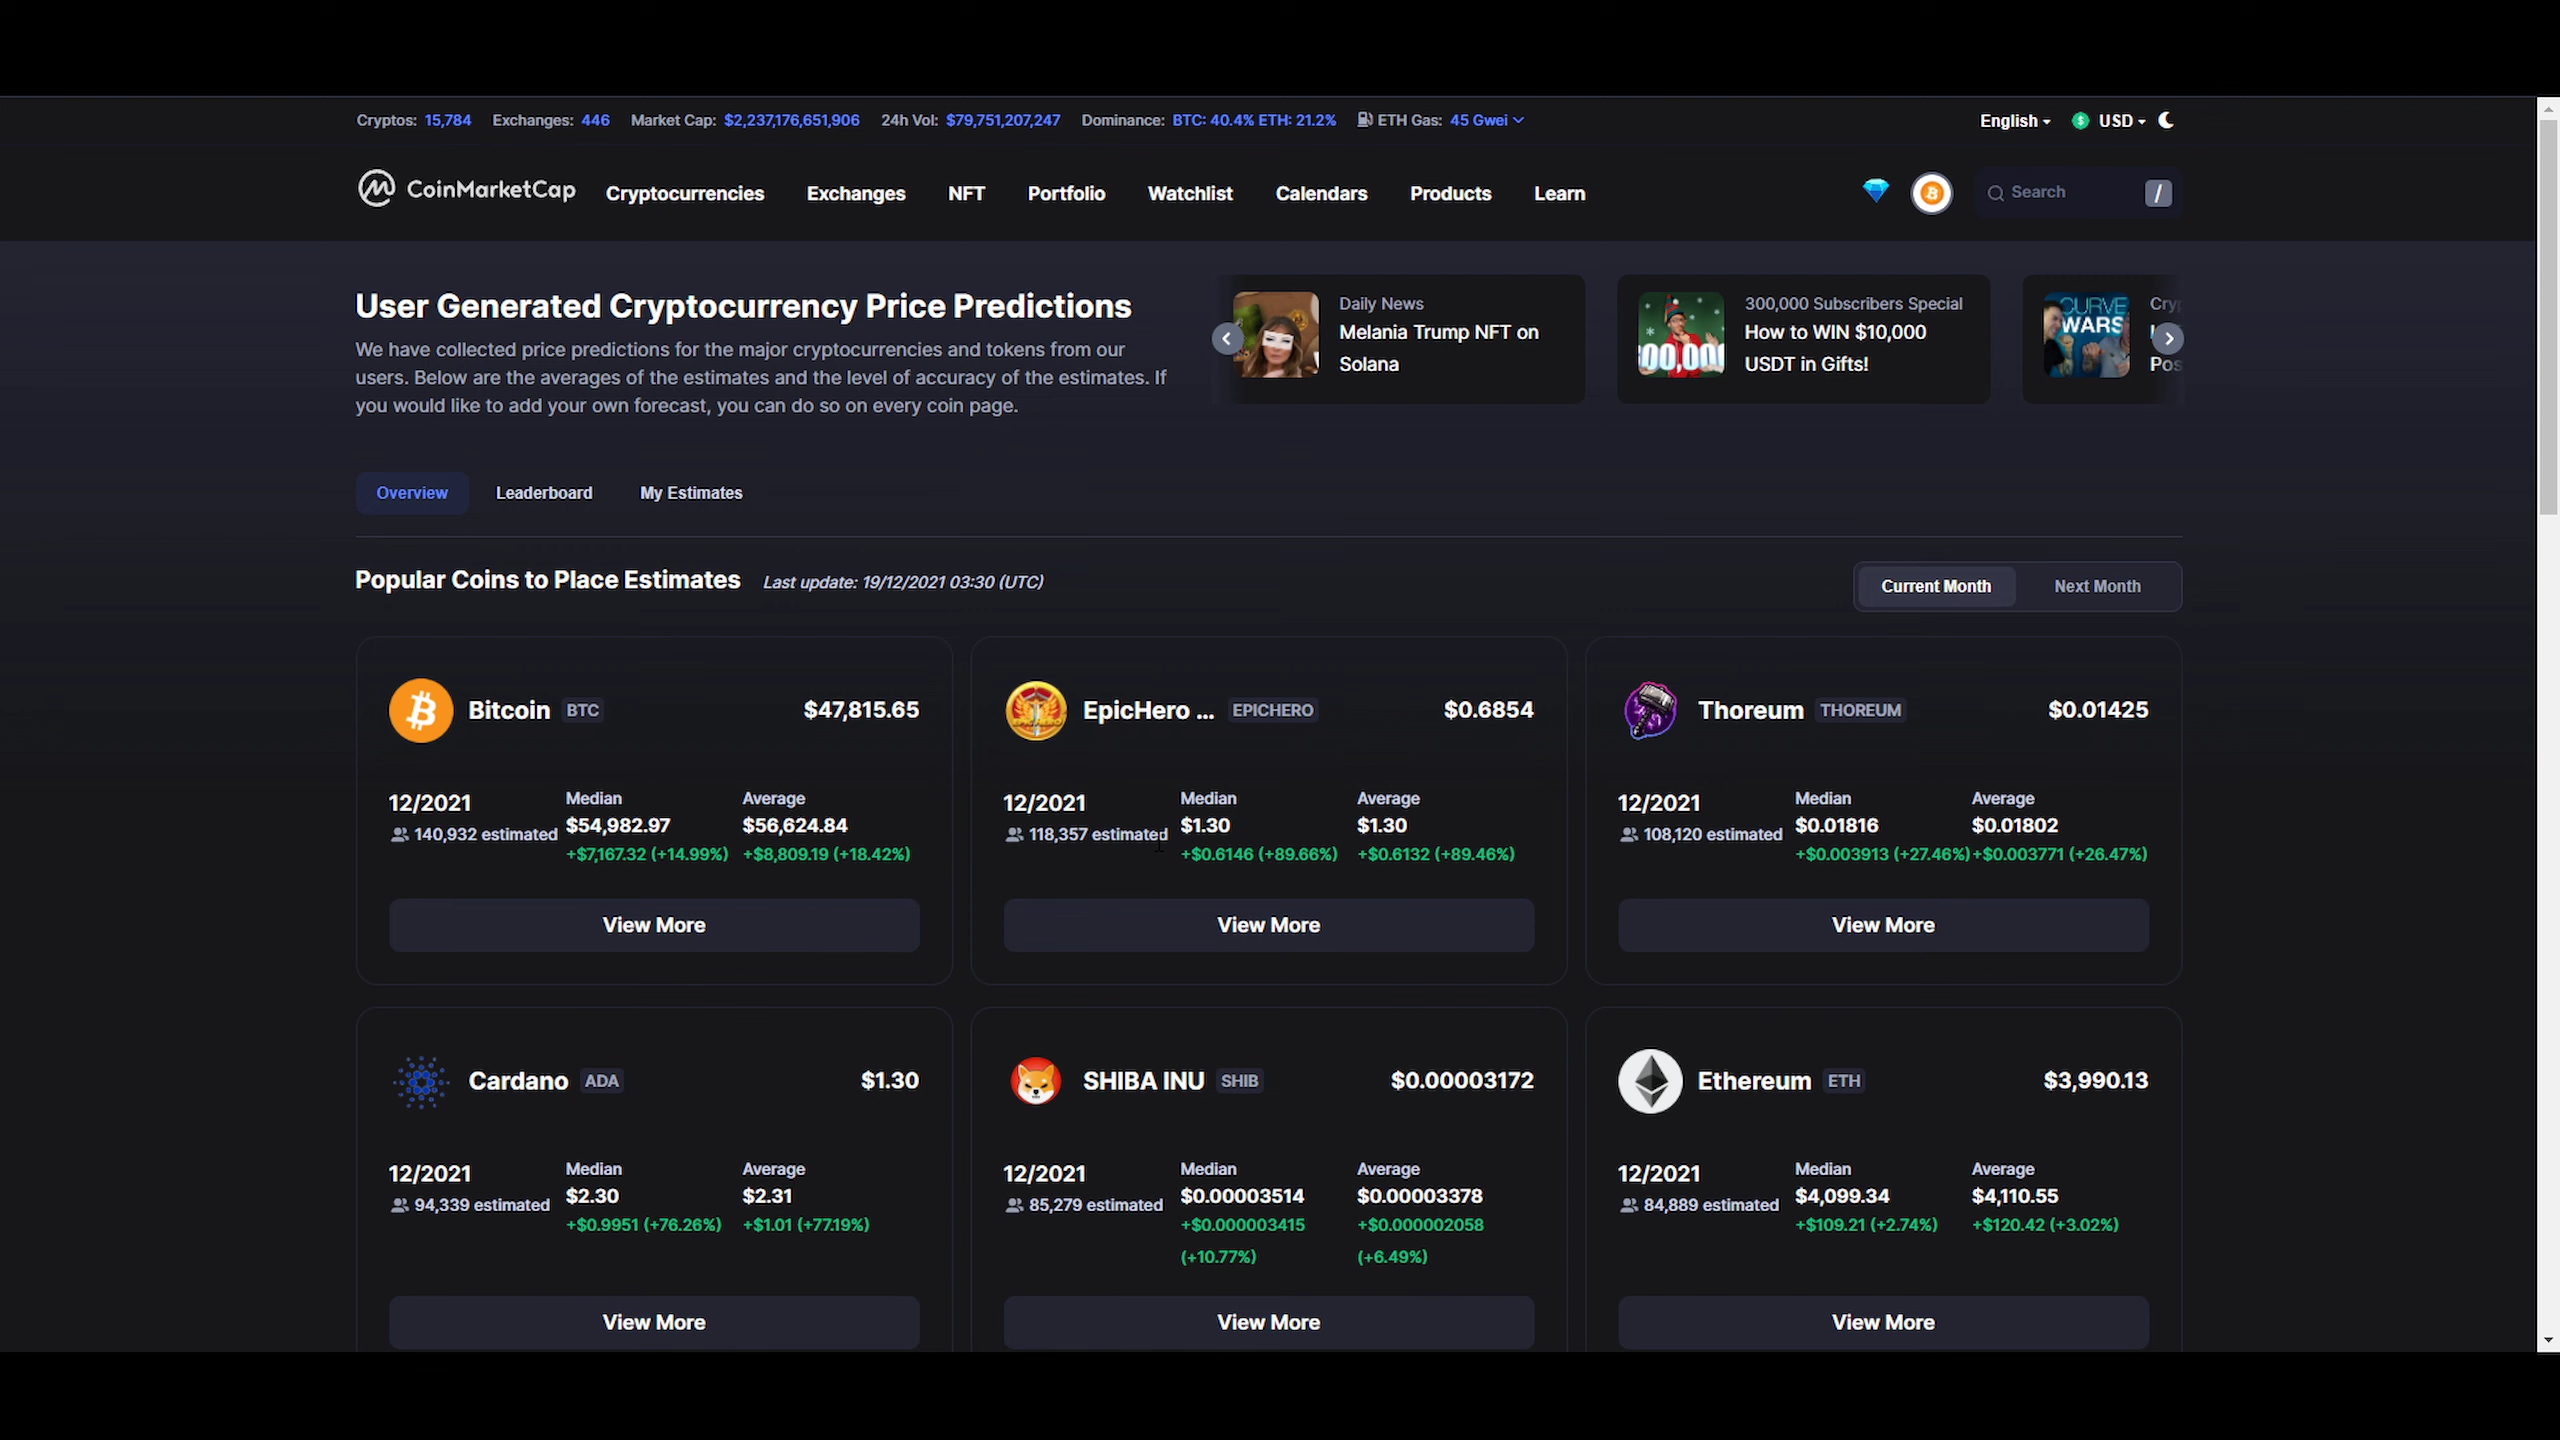 Cryptos: 15,784 Exchanges: 446 Market Cap: $2,237,176,651,906 24h Vol: $79,751,207,247 Dominance: BTC: 40.4% ETH: 21.2% ETH Gas: 45 Gwei English USD
CoinMarketCap Cryptocurrencies Exchanges NFT Portfolio Watchlist Calendars Products Learn Search /
User Generated Cryptocurrency Price Predictions
We have collected price predictions for the major cryptocurrencies and tokens from our
users. Below are the averages of the estimates and the level of accuracy of the estimates. If
you would like to add your own forecast, you can do so on every coin page.
Daily News
Melania Trump NFT on
Solana
300,000 Subscribers Special
How to WIN $10,000
USDT in Gifts!
CURVE
WARS
Overview Leaderboard My Estimates
Popular Coins to Place Estimates Last update: 19/12/2021 03:30 (UTC) Current Month Next Month
Bitcoin BTC $47,815.65
12/2021 Median Average
140,932 estimated $54,982.97 $56,624.84
+$7,167.32 (+14.99%) +$8,809.19 (+18.42%)
View More
EpicHero ... EPICHERO $0.6854
12/2021 Median Average
118,357 estimated $1.30 $1.30
+$0.6146 (+89.66%) +$0.6132 (+89.46%)
View More
Thoreum THOREUM $0.01425
12/2021 Median Average
108,120 estimated $0.01816 $0.01802
+$0.003913 (+27.46%) +$0.003771 (+26.47%)
View More
Cardano ADA $1.30
12/2021 Median Average
94,339 estimated $2.30 $2.31
+$0.9951 (+76.26%) +$1.01 (+77.19%)
View More
SHIBA INU SHIB $0.00003172
12/2021 Median Average
85,279 estimated $0.00003514 $0.00003378
+$0.000003415 +$0.000002058
(+10.77%) (+6.49%)
View More
Ethereum ETH $3,990.13
12/2021 Median Average
84,889 estimated $4,099.34 $4,110.55
+$109.21 (+2.74%) +$120.42 (+3.02%)
View More